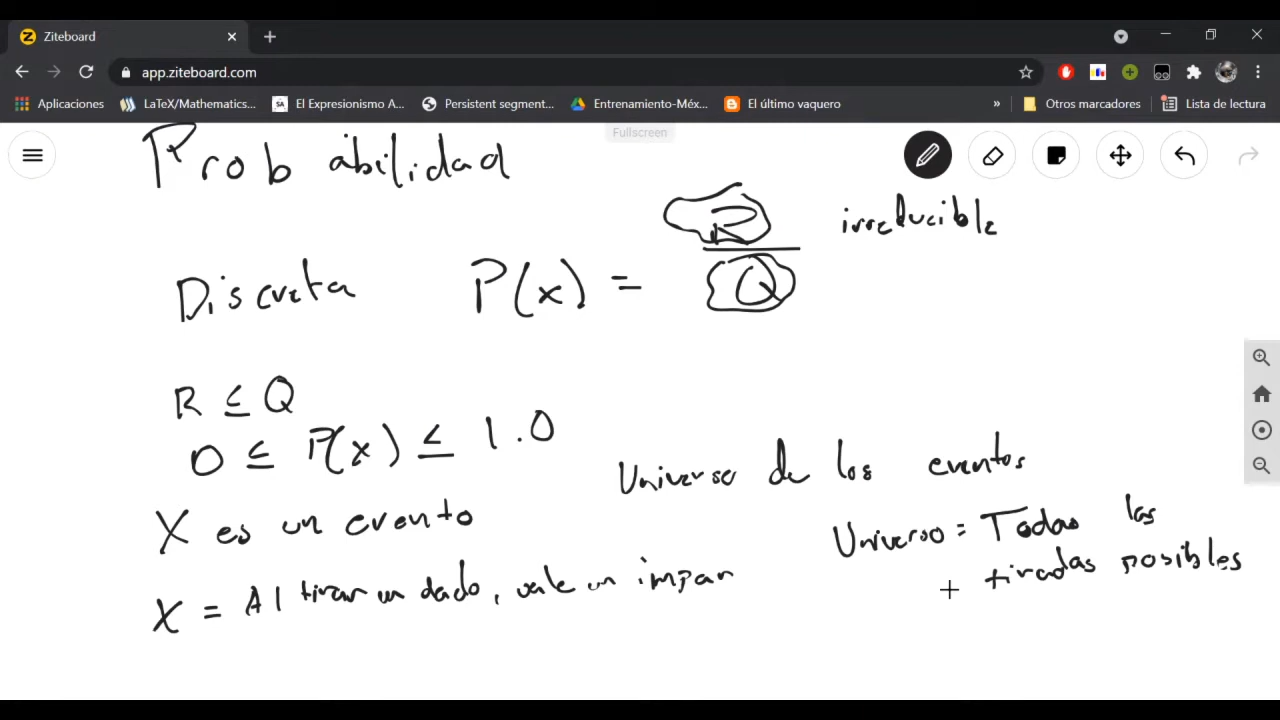 Ziteboard
app.ziteboard.com
Aplicaciones
LaTeX/Mathematics...
El Expresionismo A...
Persistent segment...
Entrenamiento-Méx...
El último vaquero
»
Otros marcadores
Lista de lectura
Fullscreen
Probabilidad
Discreta P(x) = R/Q irreducible
R ≤ Q
0 ≤ P(x) ≤ 1.0
Universo de los eventos
X es un evento
Universo = Todas las
tiradas posibles
X = Al tirar un dado, vale un impar